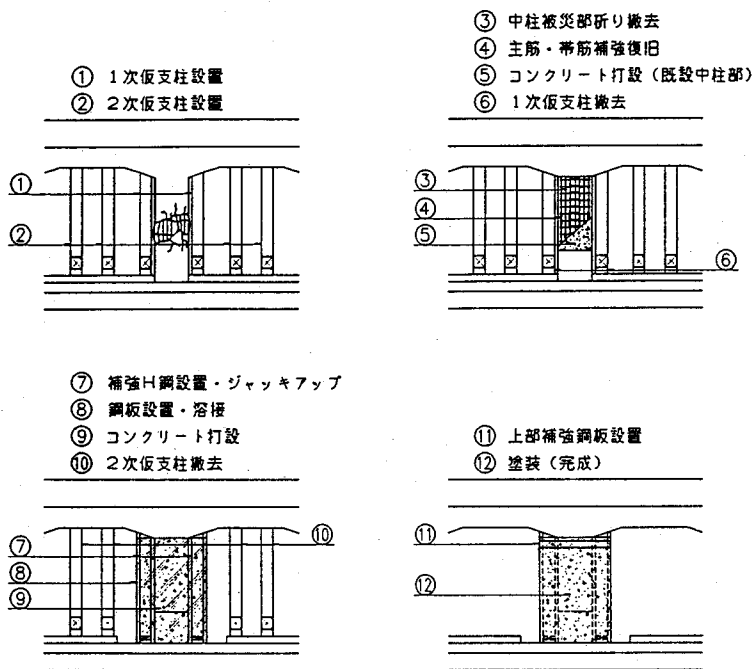 ① 1次仮支柱設置
② 2次仮支柱設置
①
②
③ 中柱被災部斫り撤去
④ 主筋・帯筋補強復旧
⑤ コンクリート打設(既設中柱部)
⑥ 1次仮支柱撤去
③
④
⑤
⑥
⑦ 補強H鋼設置・ジャッキアップ
⑧ 鋼板設置・溶接
⑨ コンクリート打設
⑩ 2次仮支柱撤去
⑩
⑦
⑧
⑨
⑪ 上部補強鋼板設置
⑫ 塗装(完成)
⑪
⑫